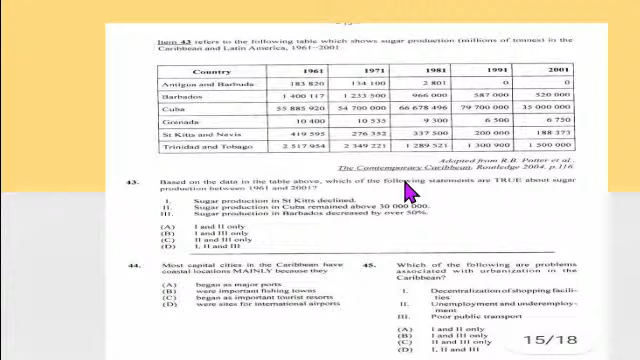 Item 43 refers to the following table which shows sugar production (millions of tonnes) in the
Caribbean and Latin America, 1961–2001
Country 1961 1971 1981 1991 2001
Antigua and Barbuda 183 820 134 100 2 801 0 0
Barbados 1 400 117 1 233 500 966 000 587 000 520 000
Cuba 55 885 920 54 700 000 66 678 496 79 700 000 35 000 000
Grenada 10 400 10 535 9 300 6 500 6 750
St Kitts and Nevis 419 595 276 352 337 500 200 000 188 373
Trinidad and Tobago 2 517 954 2 349 221 1 289 521 1 300 900 1 500 000
Adapted from R.B. Potter et al.,
The Comtemporary Caribbean, Routledge 2004, p.116
43. Based on the data in the table above, which of the following statements are TRUE about sugar
production between 1961 and 2001?
I. Sugar production in St Kitts declined.
II. Sugar production in Cuba remained above 30 000 000.
III. Sugar production in Barbados decreased by over 50%.
(A) I and II only
(B) I and III only
(C) II and III only
(D) I, II and III
44. Most capital cities in the Caribbean have
coastal locations MAINLY because they
(A) began as major ports
(B) were important fishing towns
(C) began as important tourist resorts
(D) were sites for international airports
45. Which of the following are problems
associated with urbanization in the
Caribbean?
I. Decentralization of shopping facili-
ties
II. Unemployment and underemploy-
ment
III. Poor public transport
(A) I and II only
(B) I and III only
(C) II and III only
(D) I, II and III
15/18